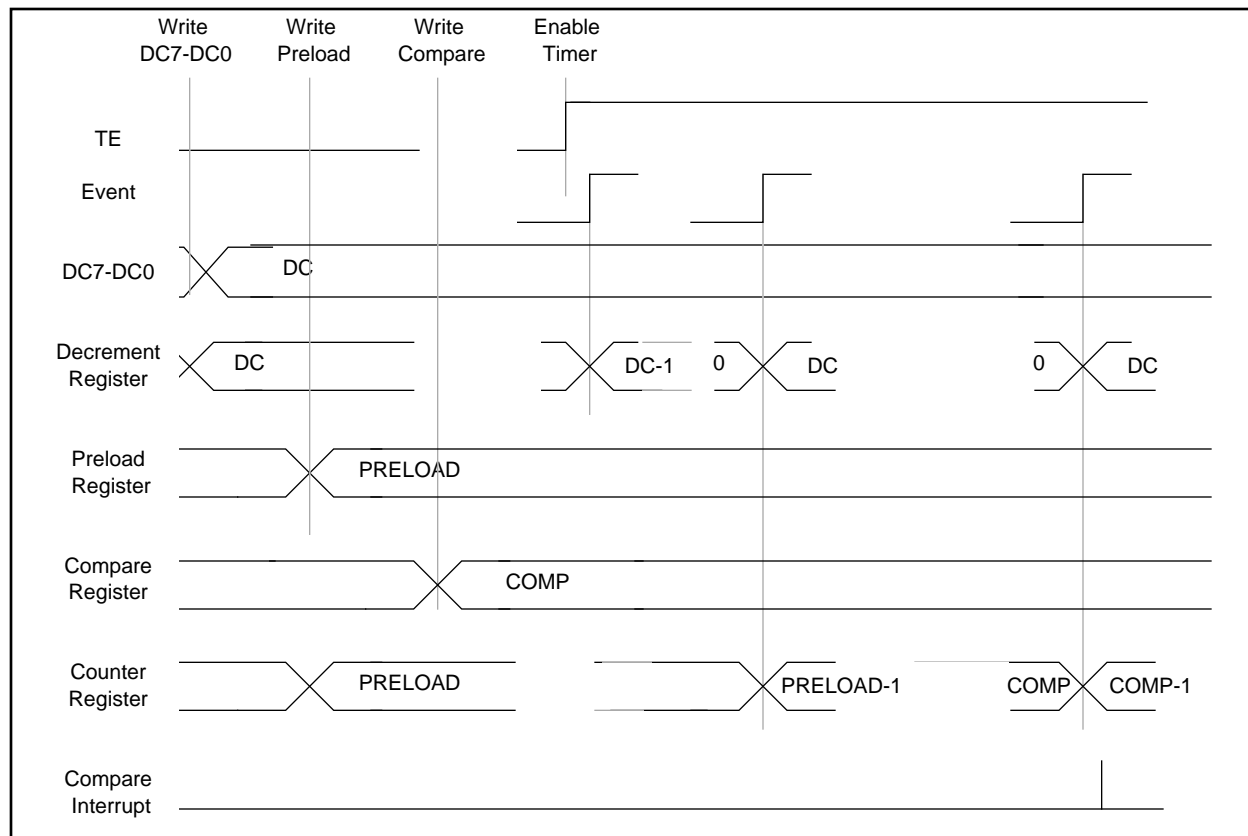 Write Write Write Enable
DC7-DC0 Preload Compare Timer
TE
Event
DC7-DC0 DC
Decrement
Register
DC DC-1 0 DC 0 DC
Preload
Register
PRELOAD
Compare
Register
COMP
Counter
Register
PRELOAD PRELOAD-1 COMP COMP-1
Compare
Interrupt